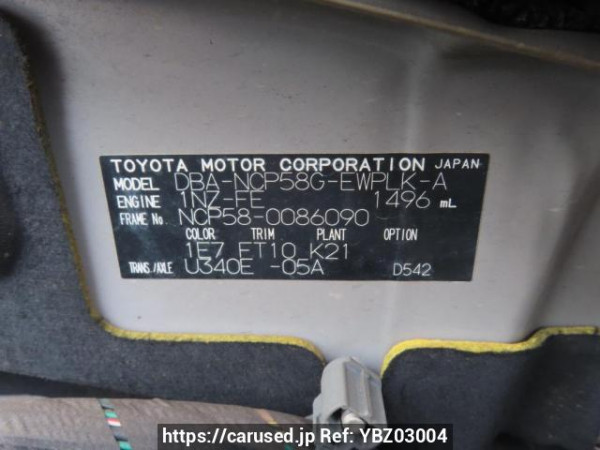 TOYOTA MOTOR CORPORATION JAPAN
MODEL DBA-NCP58G-EWPLK-A
ENGINE 1NZ-FE 1496 mL
FRAME No. NCP58-0086090
COLOR TRIM PLANT OPTION
1E7 ET10 K21
TRANS./AXLE U340E -05A D542
https://carused.jp Ref: YBZ03004